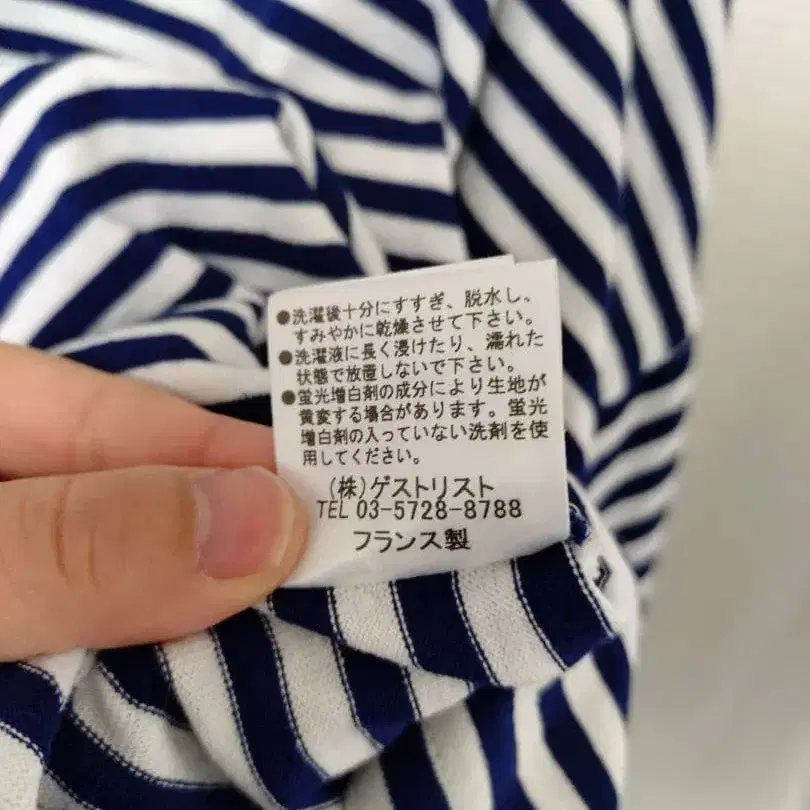 ●洗濯後十分にすすぎ、脱水し、
すみやかに乾燥させて下さい。
●洗濯液に長く浸けたり、濡れた
状態で放置しないで下さい。
●蛍光増白剤の成分により生地が
黄変する場合があります。蛍光
増白剤の入っていない洗剤を使
用してください。
(株)ゲストリスト
TEL 03-5728-8788
フランス製